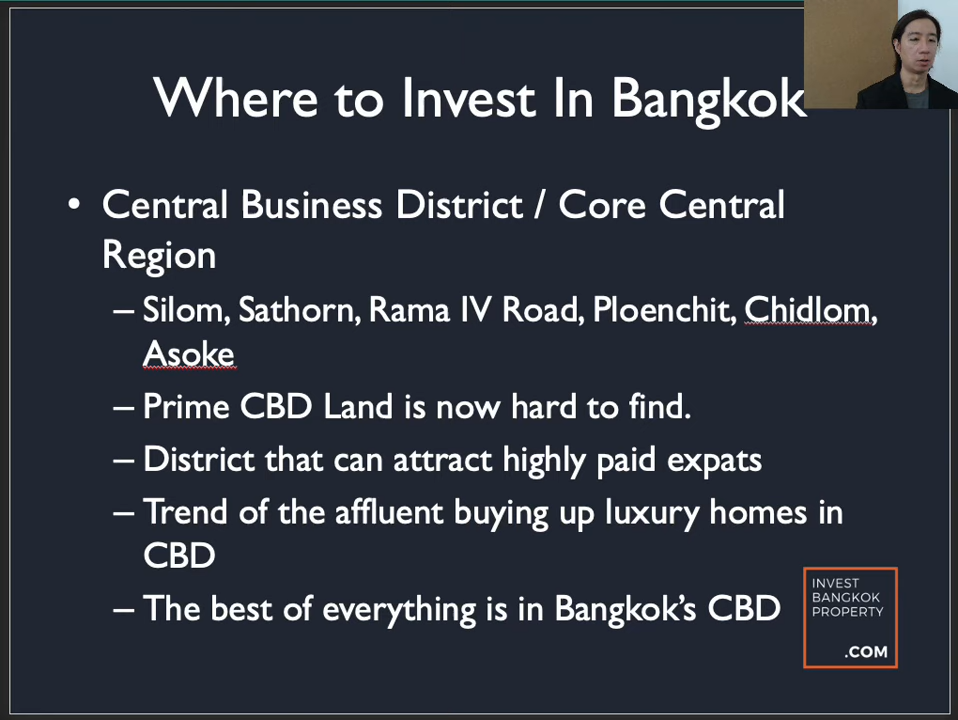 Where to Invest In Bangkok
• Central Business District / Core Central
Region
– Silom, Sathorn, Rama IV Road, Ploenchit, Chidlom,
Asoke
– Prime CBD Land is now hard to find.
– District that can attract highly paid expats
– Trend of the affluent buying up luxury homes in
CBD
– The best of everything is in Bangkok’s CBD
INVEST
BANGKOK
PROPERTY
.COM